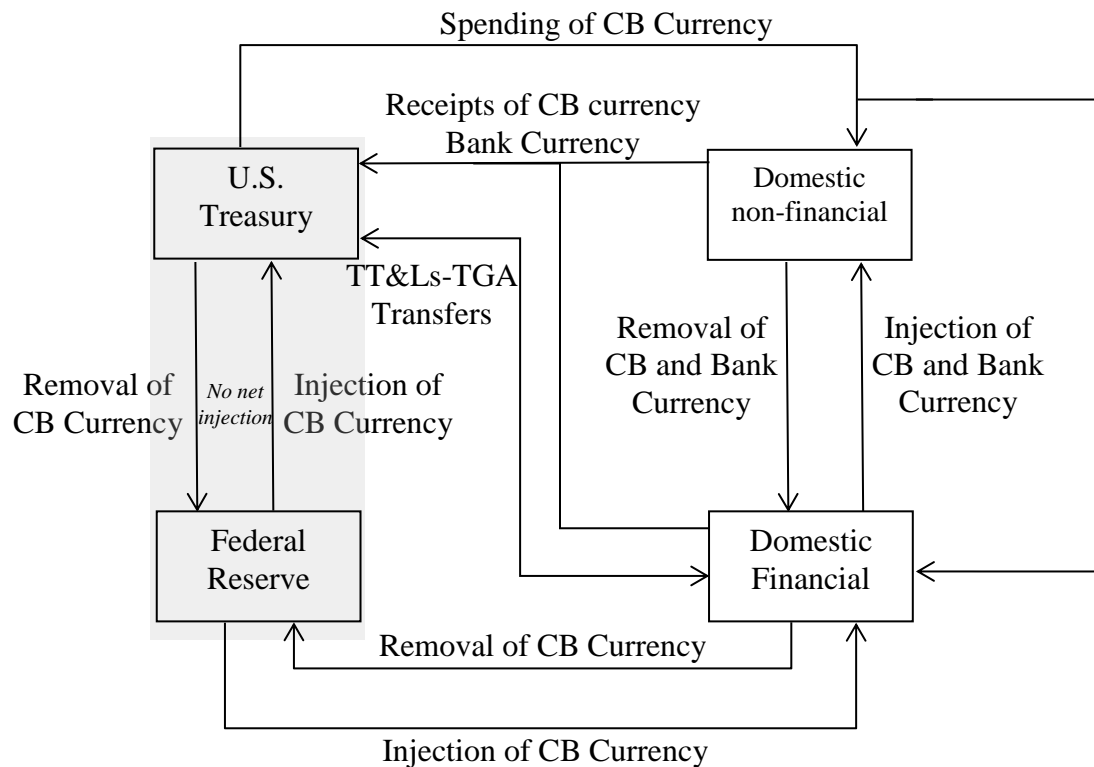 Spending of CB Currency
Receipts of CB currency
Bank Currency
U.S.
Treasury
Domestic
non-financial
TT&Ls-TGA
Transfers
Removal of
CB Currency
No net
injection
Injection of
CB Currency
Removal of
CB and Bank
Currency
Injection of
CB and Bank
Currency
Federal
Reserve
Domestic
Financial
Removal of CB Currency
Injection of CB Currency